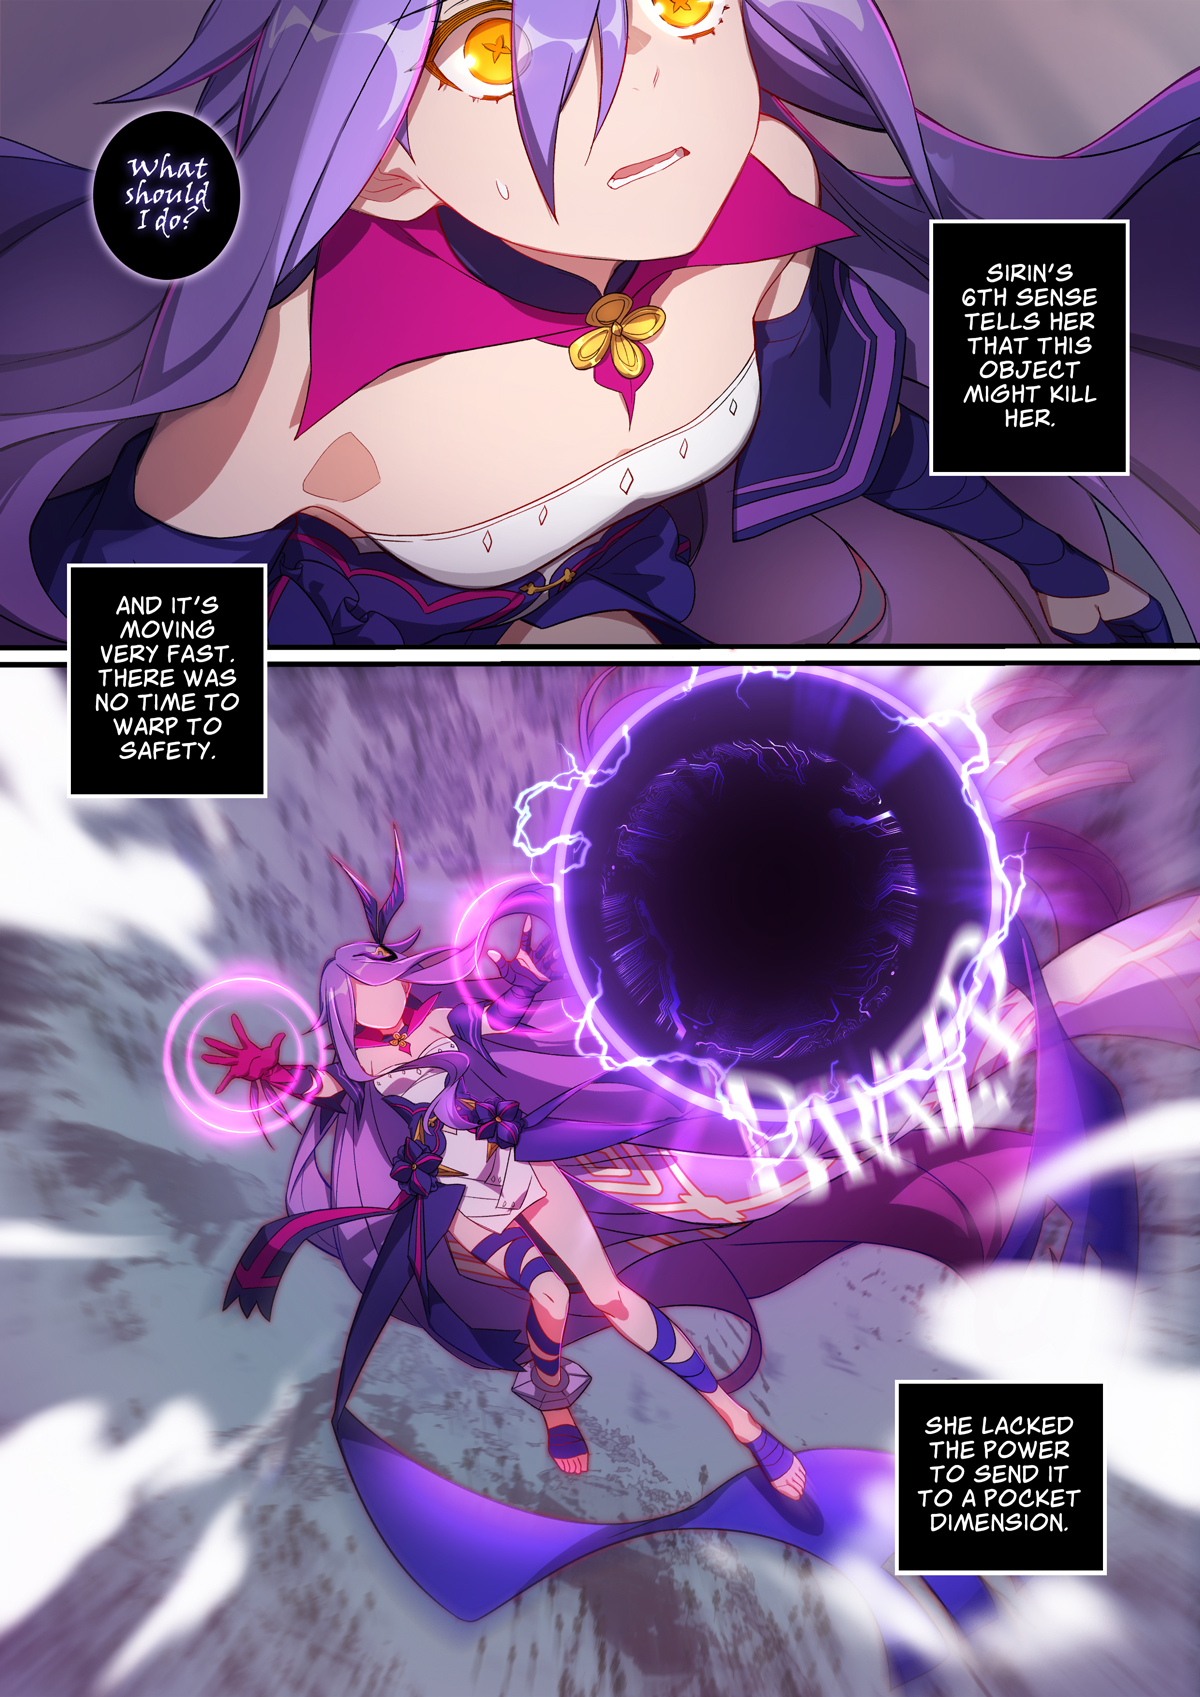 What
should
I do?
SIRIN'S
6TH SENSE
TELLS HER
THAT THIS
OBJECT
MIGHT KILL
HER.
AND IT'S
MOVING
VERY FAST.
THERE WAS
NO TIME TO
WARP TO
SAFETY.
SHE LACKED
THE POWER
TO SEND IT
TO A POCKET
DIMENSION.